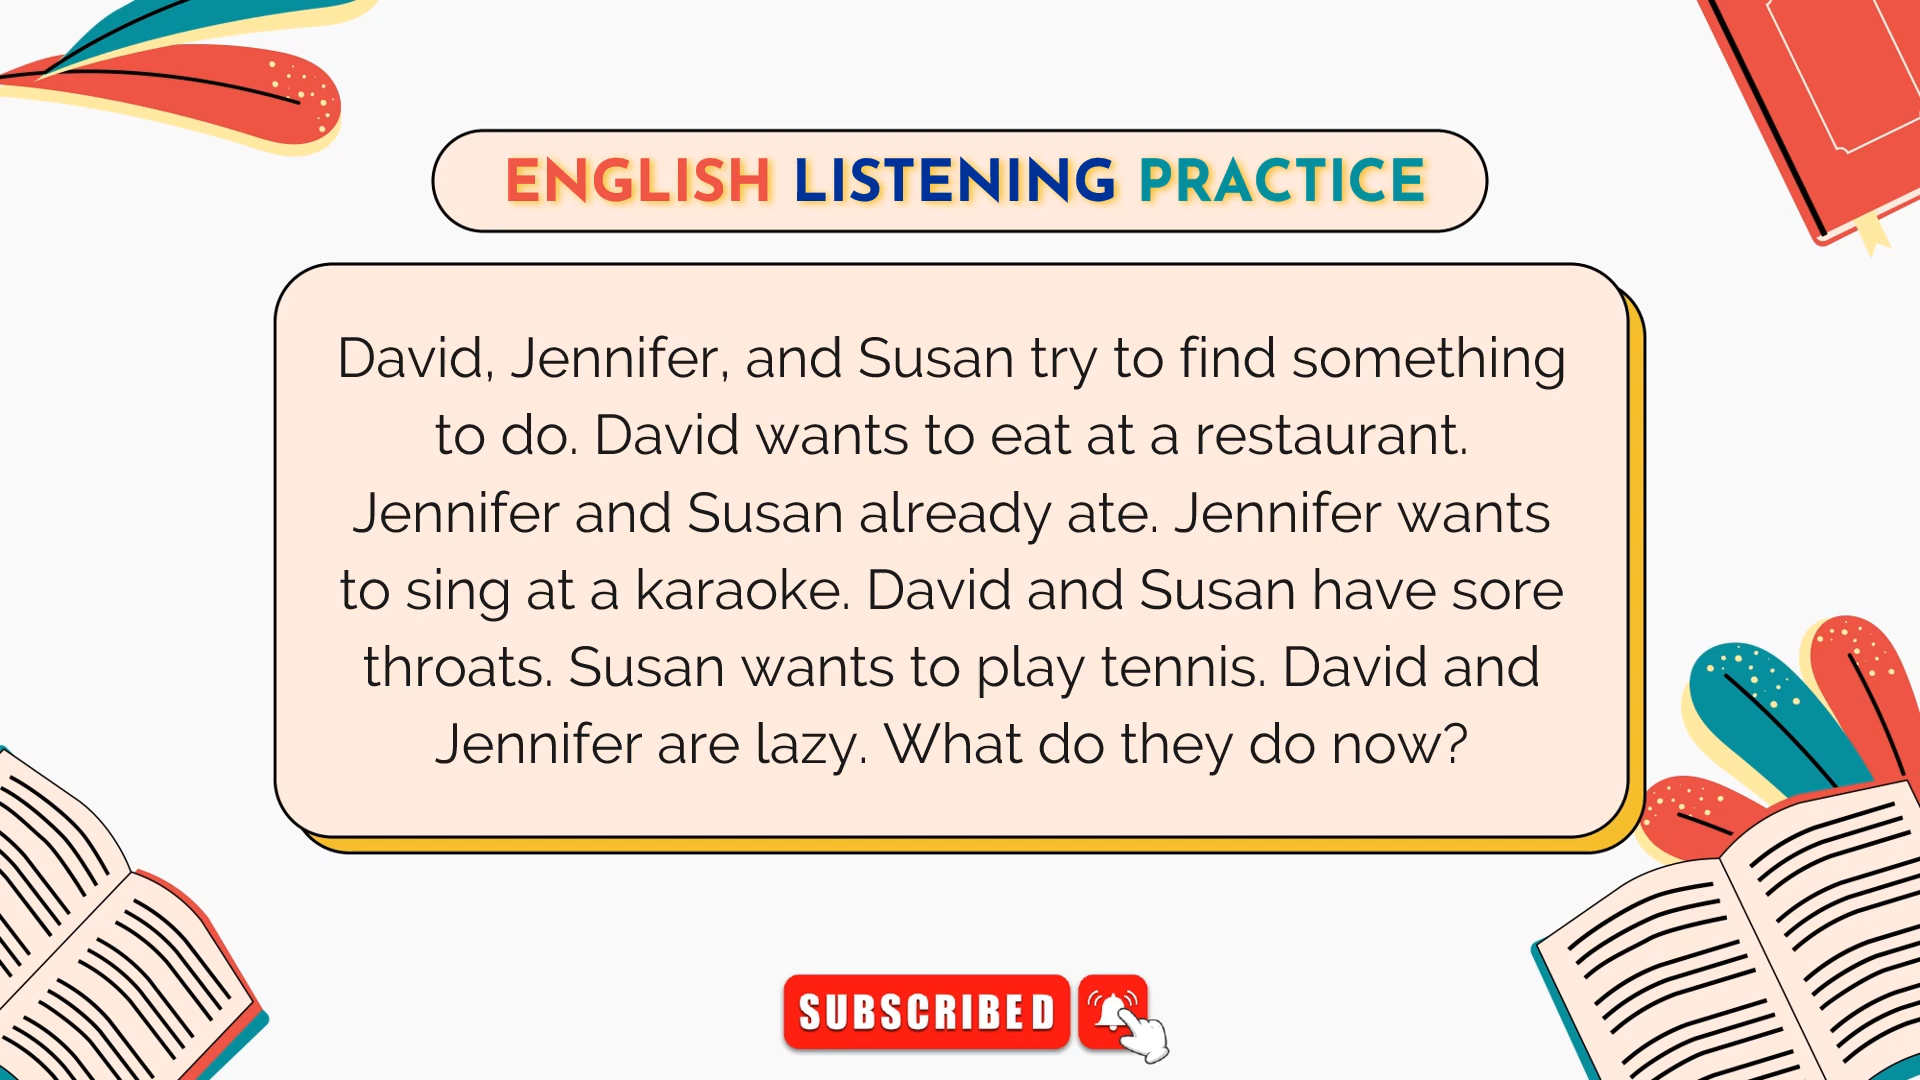 ENGLISH LISTENING PRACTICE
David, Jennifer, and Susan try to find something
to do. David wants to eat at a restaurant.
Jennifer and Susan already ate. Jennifer wants
to sing at a karaoke. David and Susan have sore
throats. Susan wants to play tennis. David and
Jennifer are lazy. What do they do now?
SUBSCRIBED